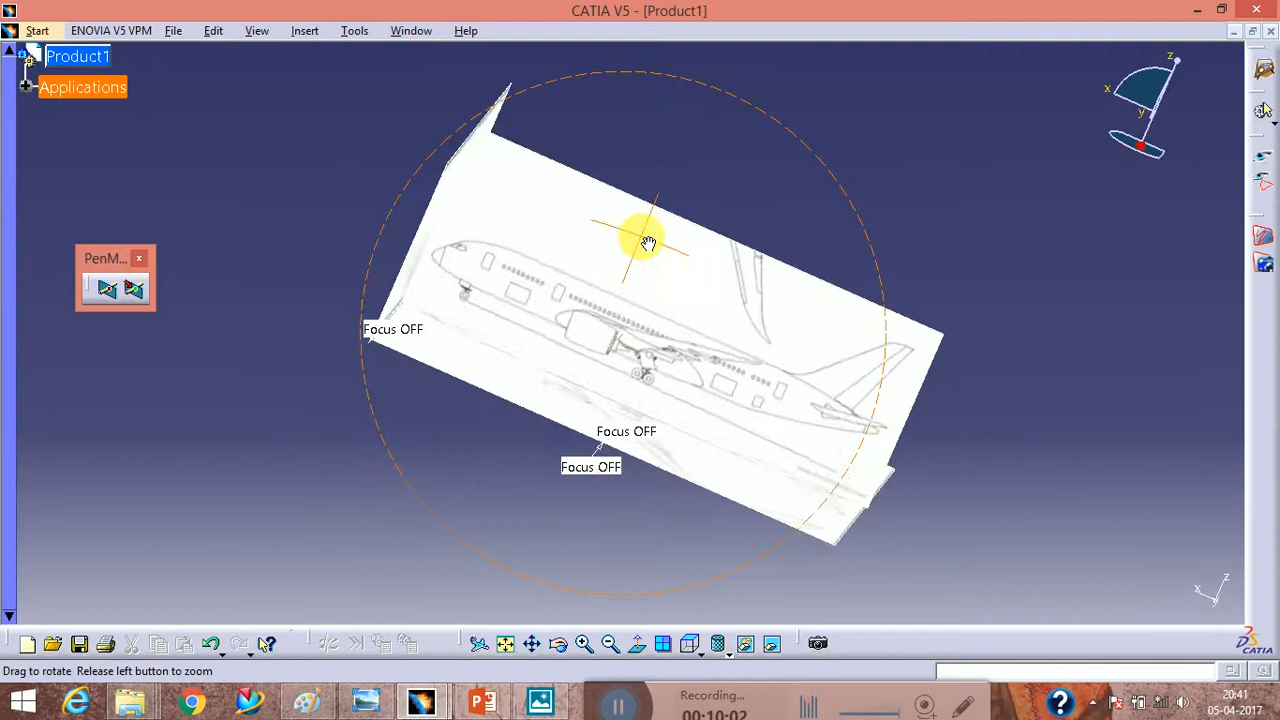 CATIA V5 - [Product1]
Start ENOVIA V5 VPM File Edit View Insert Tools Window Help
Product1
Applications
z
x
y
PenM...
Focus OFF
Focus OFF
Focus OFF
z
x
y
CATIA
Drag to rotate Release left button to zoom
Recording...
00:10:02
20:41
05-04-2017